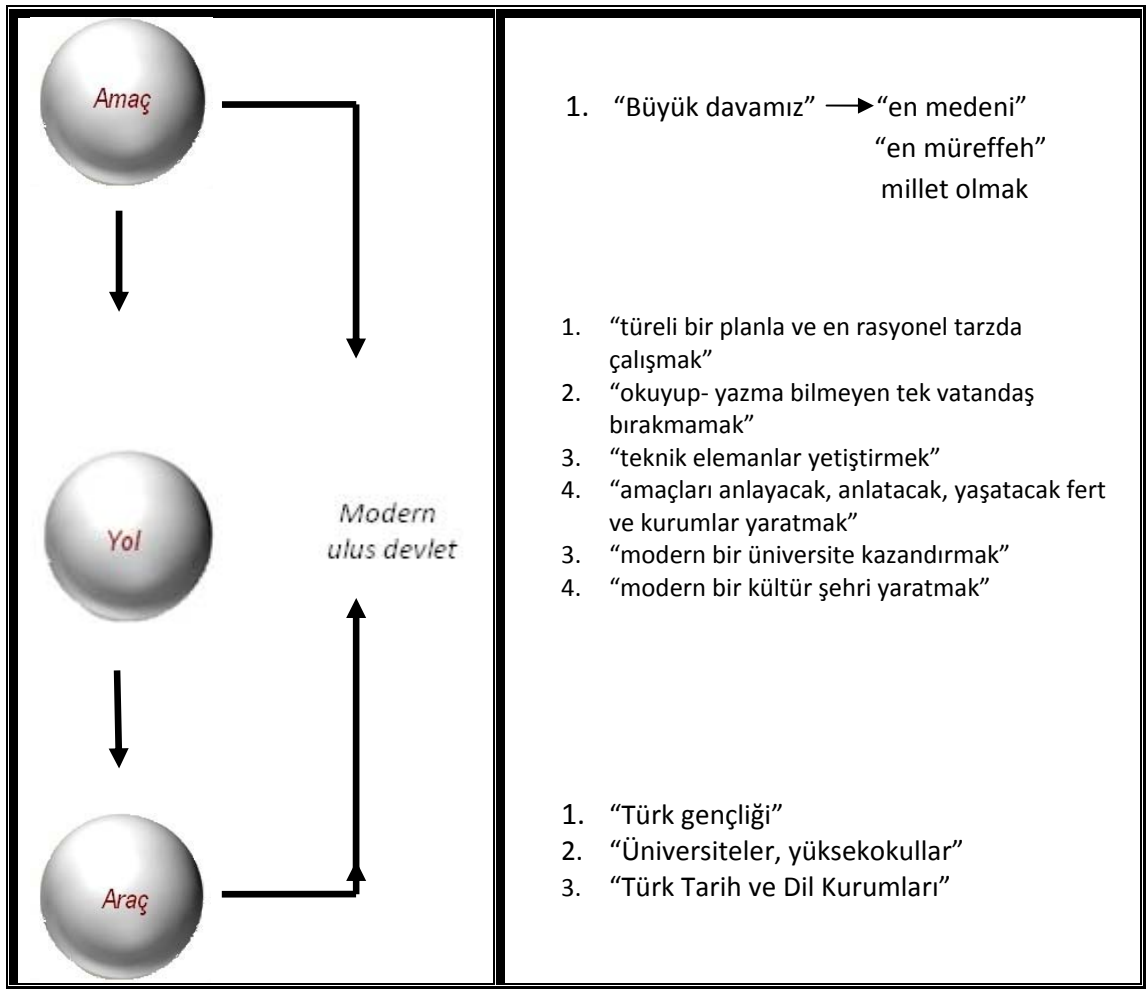 Amaç
1. “Büyük davamız” → “en medeni”
“en müreffeh”
millet olmak
Yol
Modern
ulus devlet
1. “türeli bir planla ve en rasyonel tarzda
çalışmak”
2. “okuyup- yazma bilmeyen tek vatandaş
bırakmamak”
3. “teknik elemanlar yetiştirmek”
4. “amaçları anlayacak, anlatacak, yaşatacak fert
ve kurumlar yaratmak”
3. “modern bir üniversite kazandırmak”
4. “modern bir kültür şehri yaratmak”
Araç
1. “Türk gençliği”
2. “Üniversiteler, yüksekokullar”
3. “Türk Tarih ve Dil Kurumları”